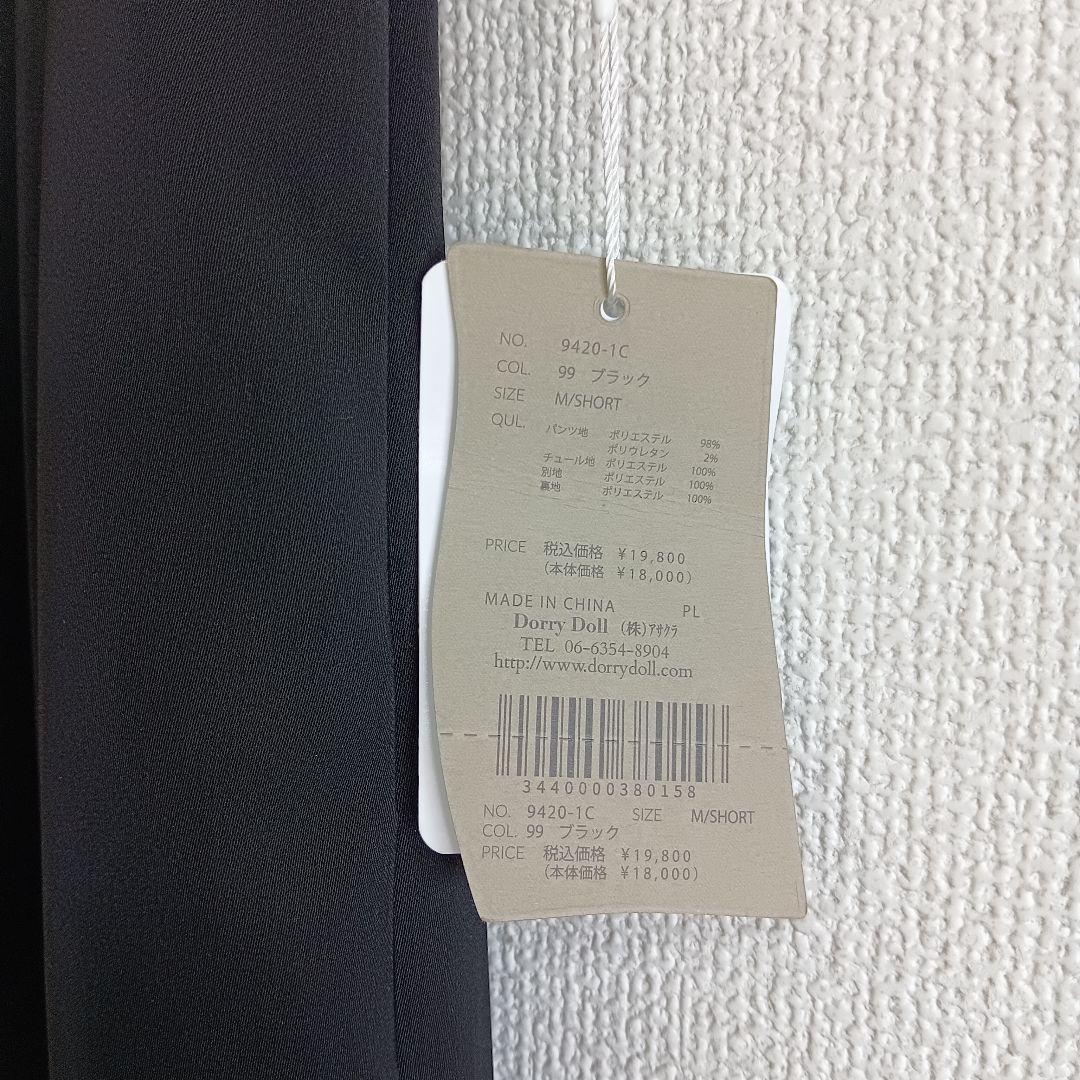 NO. 9420-1C
COL. 99 ブラック
SIZE M/SHORT
QUL. パンツ地 ポリエステル 98%
ポリウレタン 2%
チュール地 ポリエステル 100%
別地 ポリエステル 100%
裏地 ポリエステル 100%
PRICE 税込価格 ¥19,800
(本体価格 ¥18,000)
MADE IN CHINA PL
Dorry Doll (株)アサクラ
TEL 06-6354-8904
http://www.dorrydoll.com
3440000380158
NO. 9420-1C SIZE M/SHORT
COL. 99 ブラック
PRICE 税込価格 ¥19,800
(本体価格 ¥18,000)